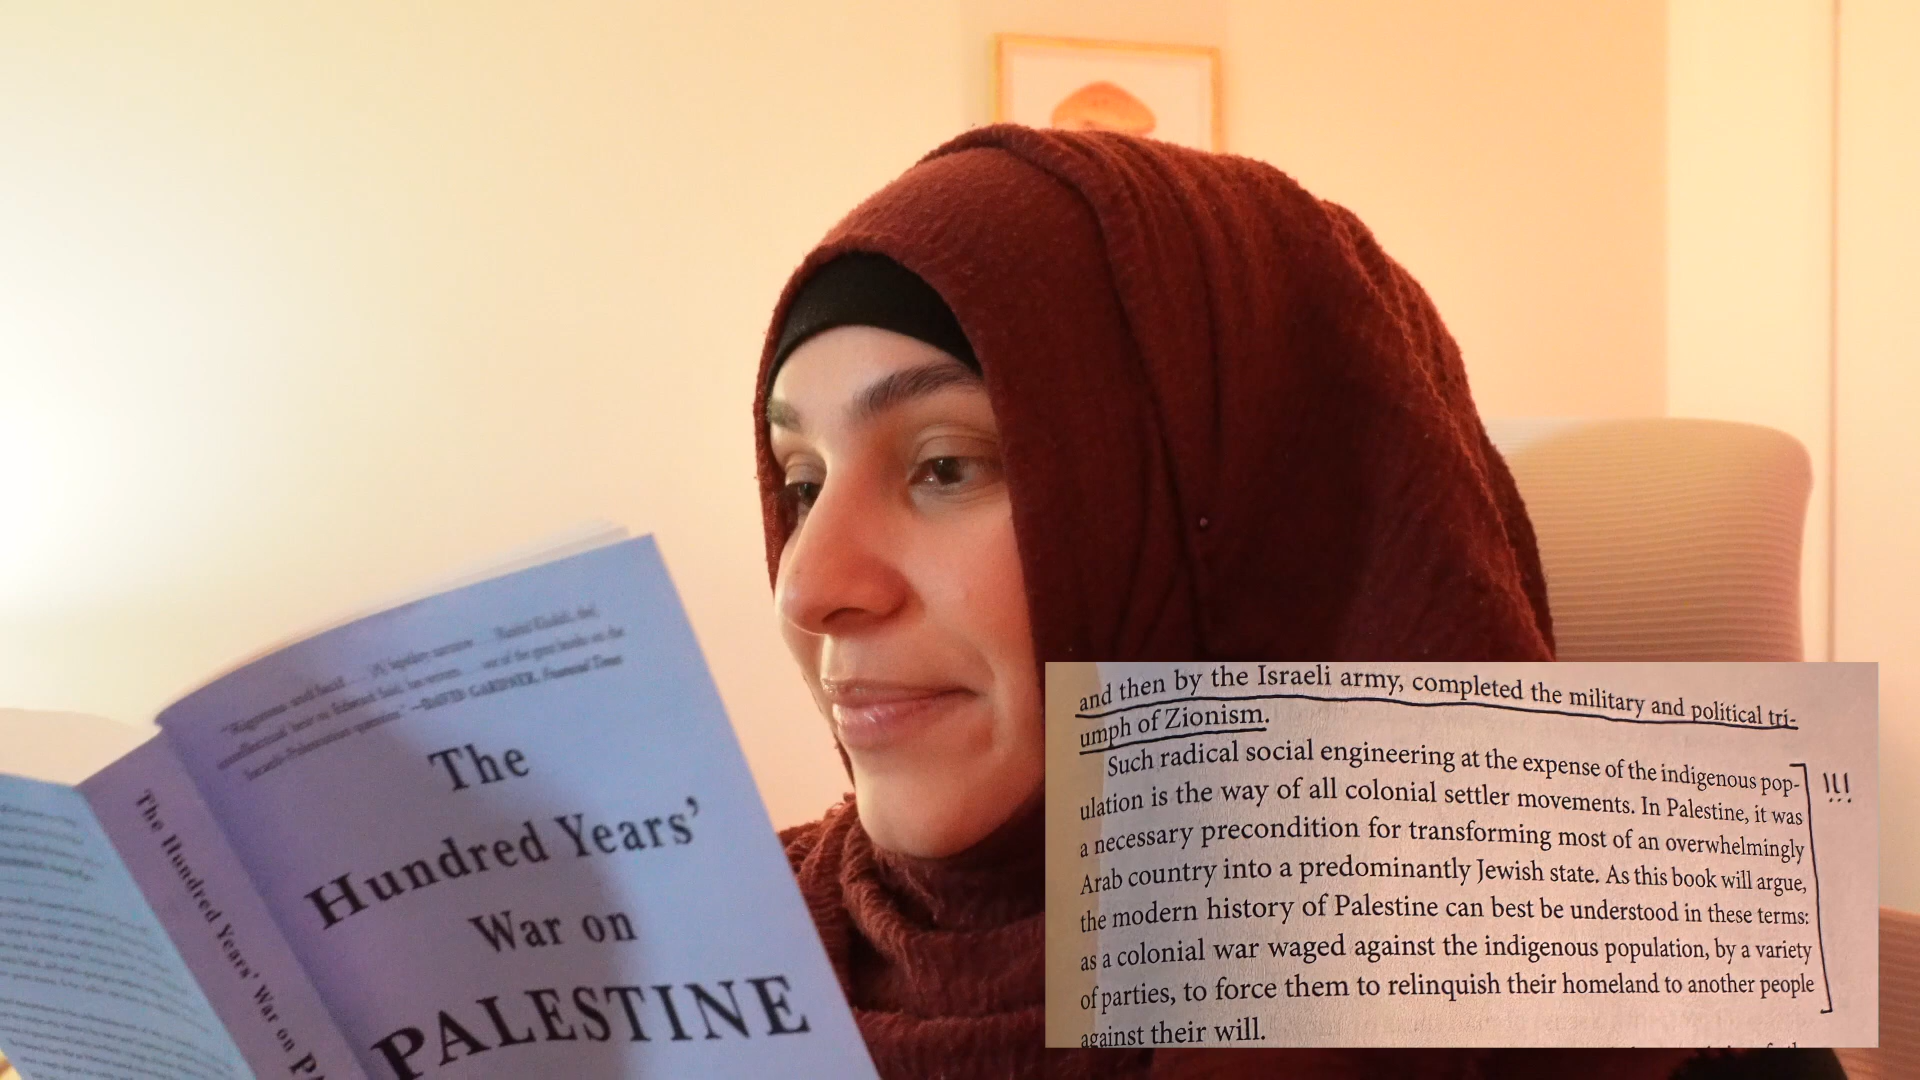 "Rigorous and lucid . . . [A] . . . narrative . . . Rashid Khalidi, the
intellectual heir to Edward Said, has written . . . one of the great books on the
Israeli-Palestinian question." —DAVID GARDNER, Financial Times
The
Hundred Years'
War on
PALESTINE
The Hundred Years' War on
and then by the Israeli army, completed the military and political tri-
umph of Zionism.
Such radical social engineering at the expense of the indigenous pop-
ulation is the way of all colonial settler movements. In Palestine, it was
a necessary precondition for transforming most of an overwhelmingly
Arab country into a predominantly Jewish state. As this book will argue,
the modern history of Palestine can best be understood in these terms:
as a colonial war waged against the indigenous population, by a variety
of parties, to force them to relinquish their homeland to another people
against their will.
!!!